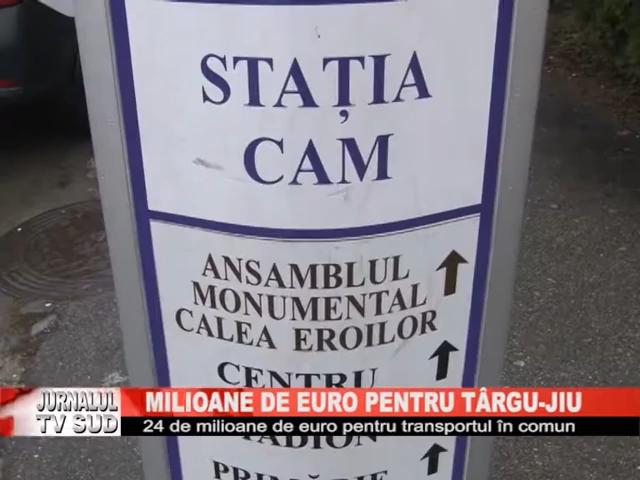 STAȚIA
CAM
ANSAMBLUL
MONUMENTAL
CALEA EROILOR
CENTRU
JURNALUL
TV SUD
MILIOANE DE EURO PENTRU TÂRGU-JIU
24 de milioane de euro pentru transportul în comun
STADION
PRIMĂRIE